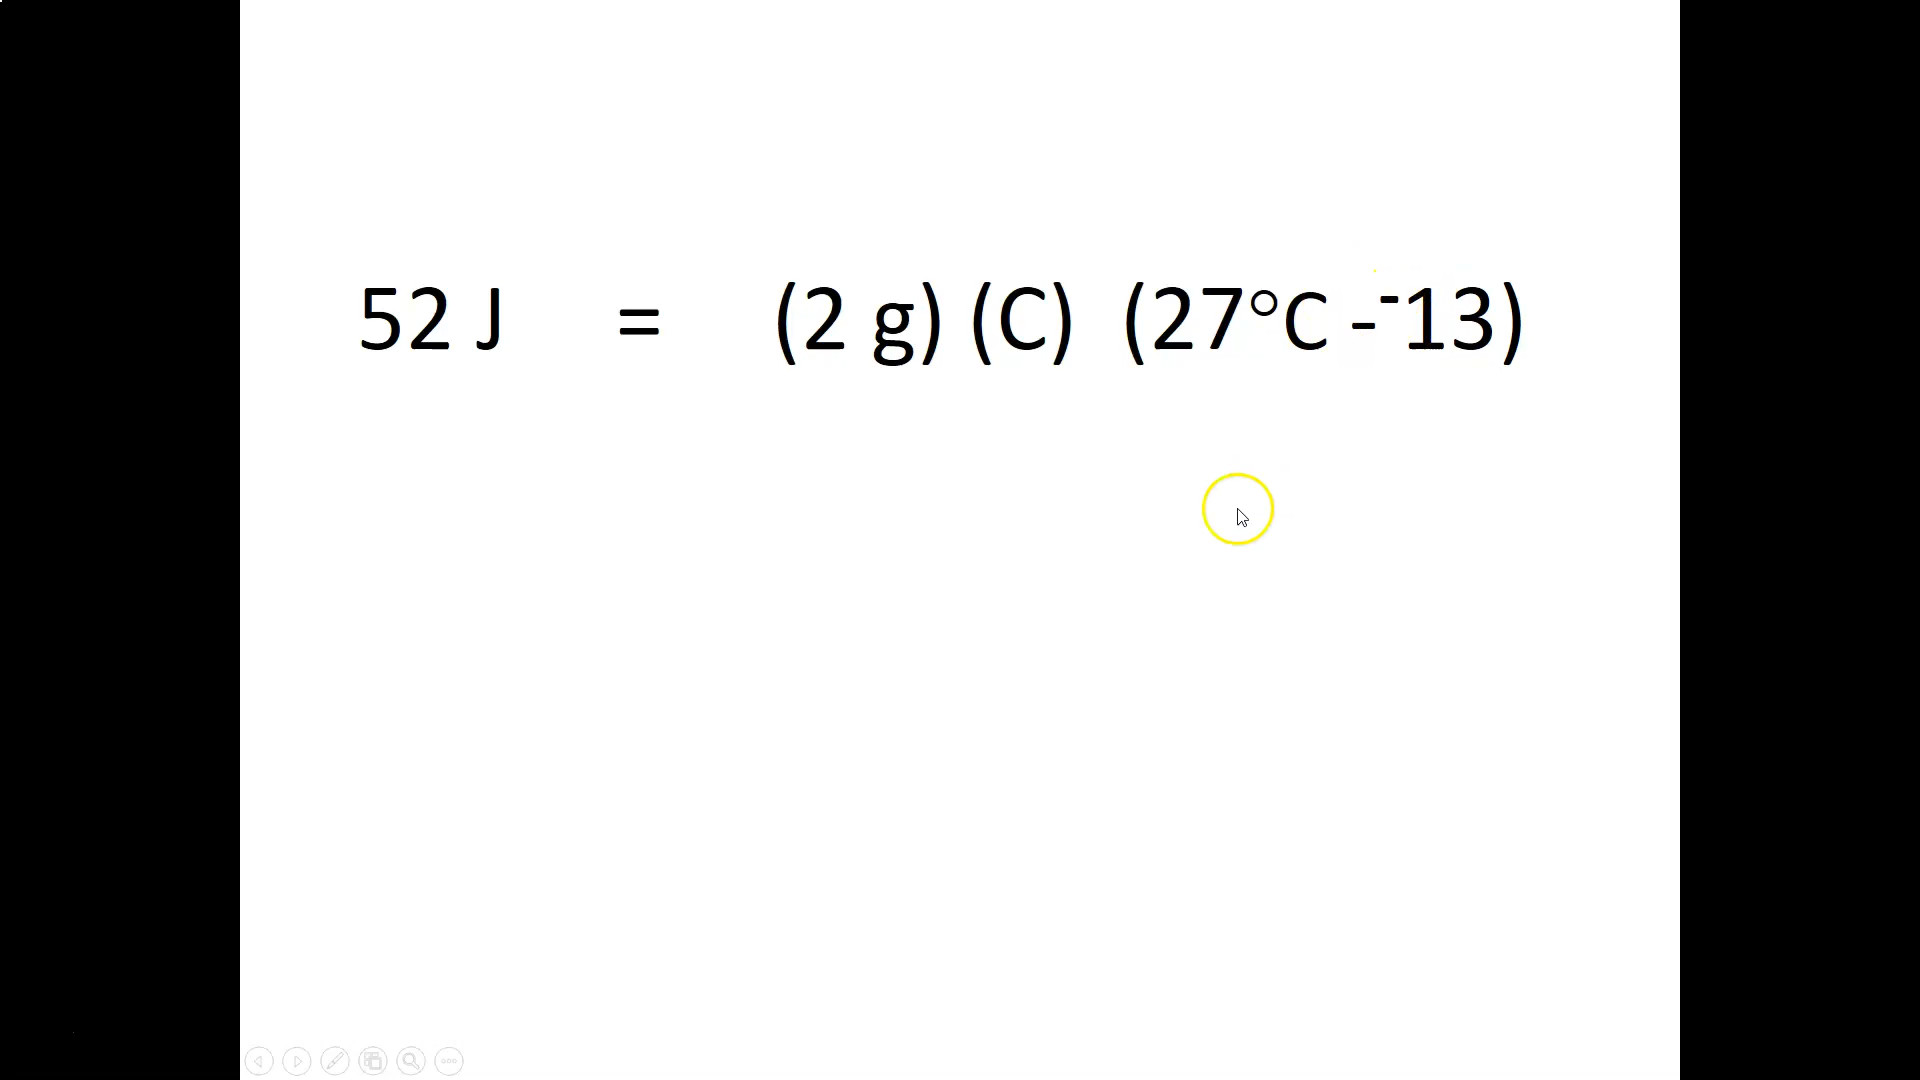 52 J = (2 g) (C) (27°C - ⁻13)